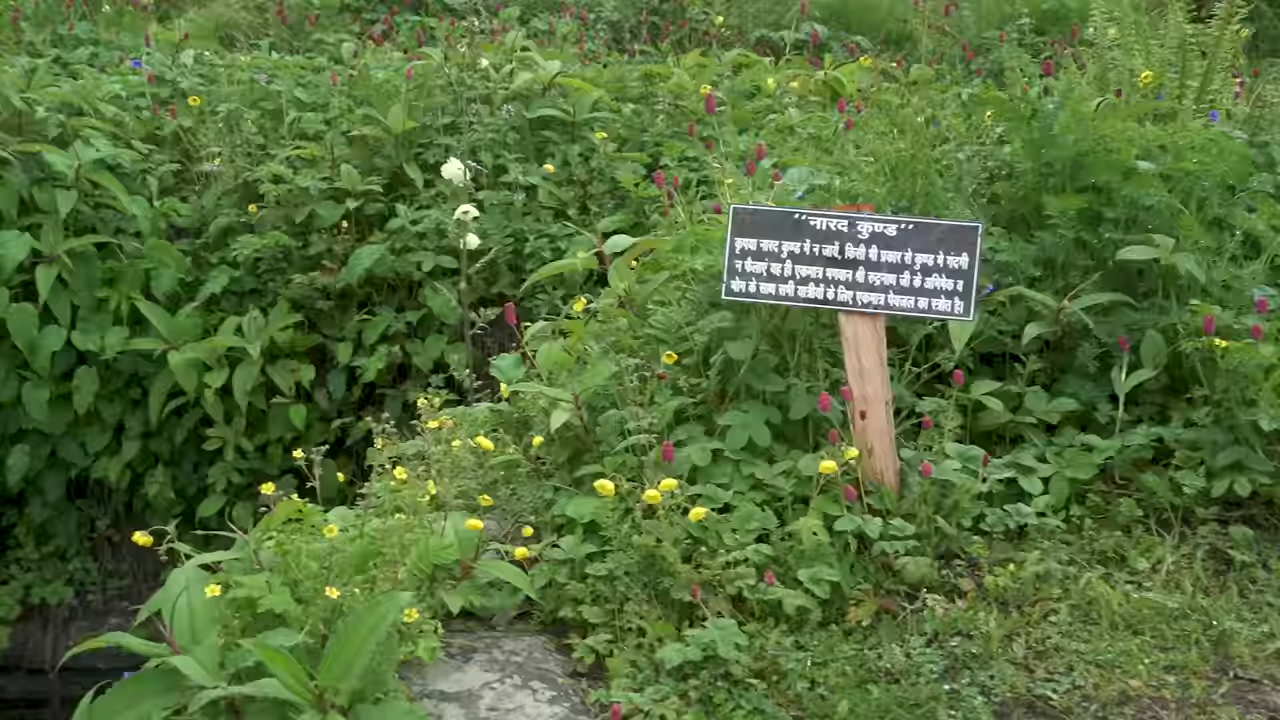 "नारद कुण्ड"
कृपया नारद कुण्ड में न जायें, किसी भी प्रकार से कुण्ड मे गंदगी
न फैलाएं यह ही एकमात्र भगवान श्री रुद्रनाथ जी के अभिषेक व
भोग के साथ सभी यात्रीयों के लिए एकमात्र पेयजल का स्त्रोत है।